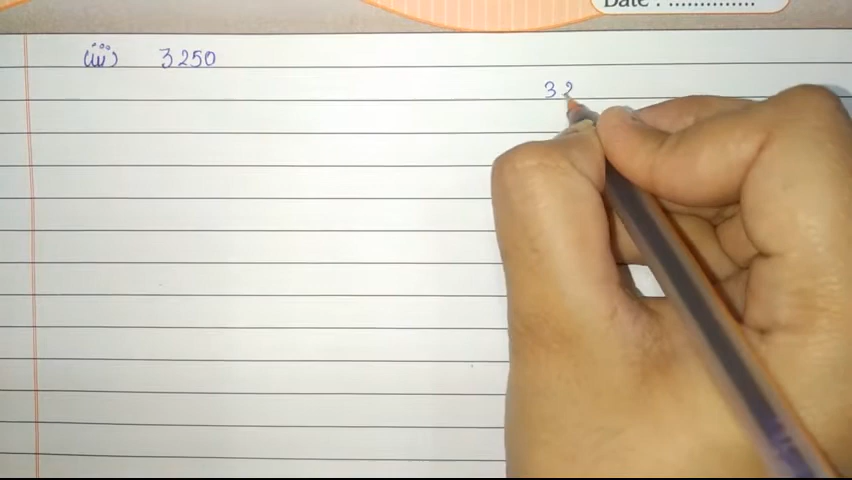 Date : ..............
(iii) 3250
32